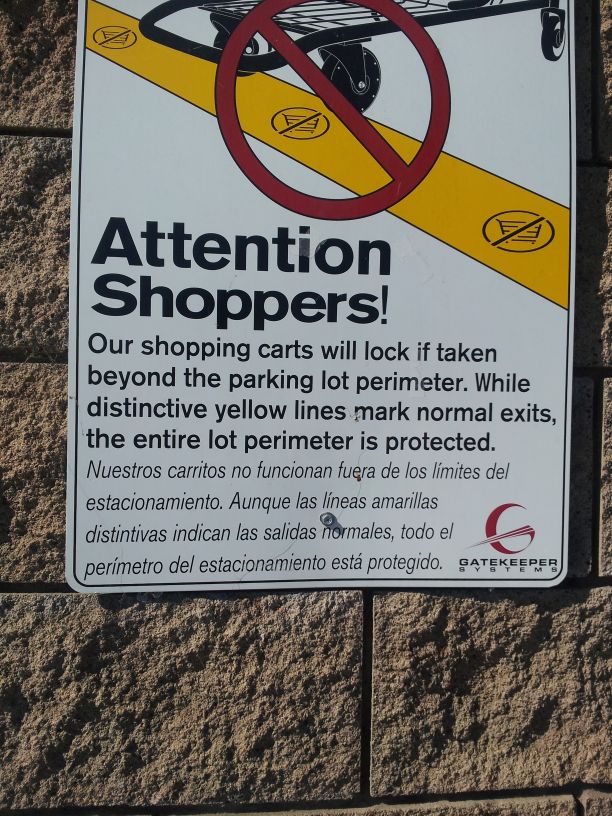 Attention
Shoppers!
Our shopping carts will lock if taken
beyond the parking lot perimeter. While
distinctive yellow lines mark normal exits,
the entire lot perimeter is protected.
Nuestros carritos no funcionan fuera de los límites del
estacionamiento. Aunque las líneas amarillas
distintivas indican las salidas normales, todo el
perímetro del estacionamiento está protegido.
GATEKEEPER
SYSTEMS